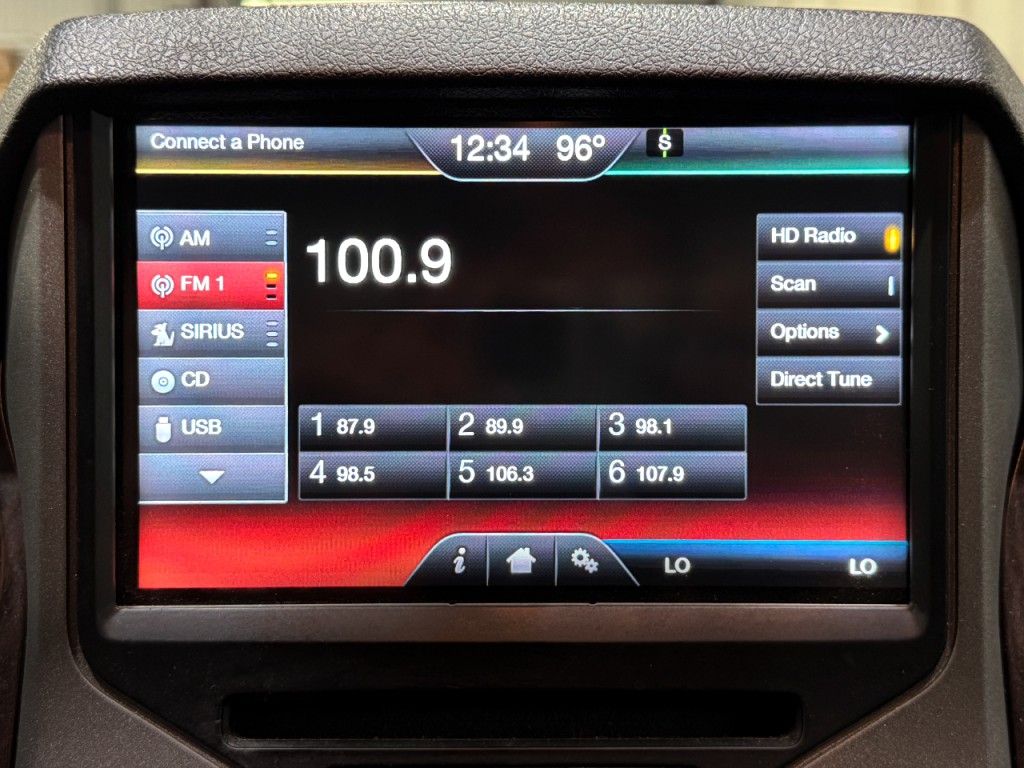 Connect a Phone
12:34 96°
S
AM
FM 1
SIRIUS
CD
USB
100.9
HD Radio
Scan
Options
Direct Tune
1 87.9
2 89.9
3 98.1
4 98.5
5 106.3
6 107.9
i
LO
LO